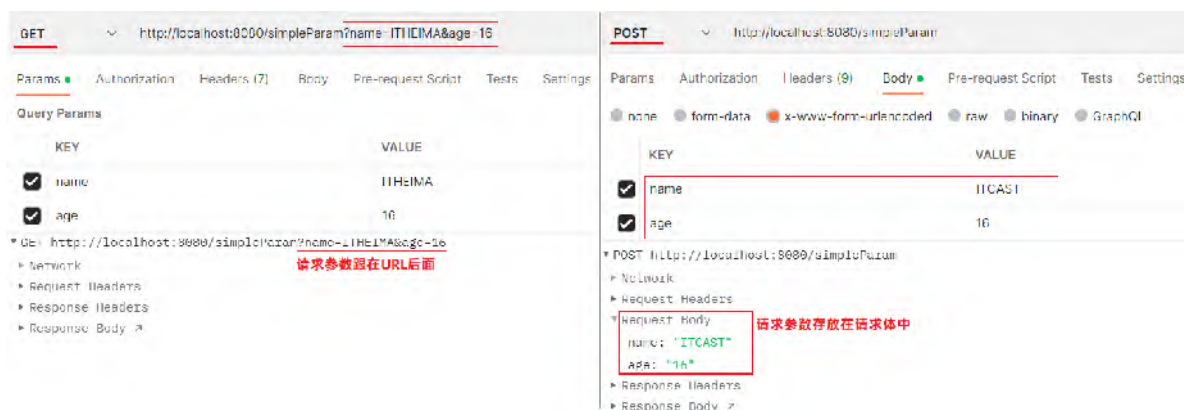 GET http://localhost:8080/simpleParam?name=ITHEIMA&age=16
Params Authorization Headers (7) Body Pre-request Script Tests Settings
Query Params
KEY VALUE
name ITHEIMA
age 16
GET http://localhost:8080/simpleParam?name=ITHEIMA&age=16
请求参数跟在URL后面
Network
Request Headers
Response Headers
Response Body ↗
POST http://localhost:8080/simpleParam
Params Authorization Headers (9) Body Pre-request Script Tests Settings
none form-data x-www-form-urlencoded raw binary GraphQL
KEY VALUE
name ITCAST
age 16
POST http://localhost:8080/simpleParam
Network
Request Headers
Request Body
请求参数存放在请求体中
name: "ITCAST"
age: "16"
Response Headers
Response Body ↗